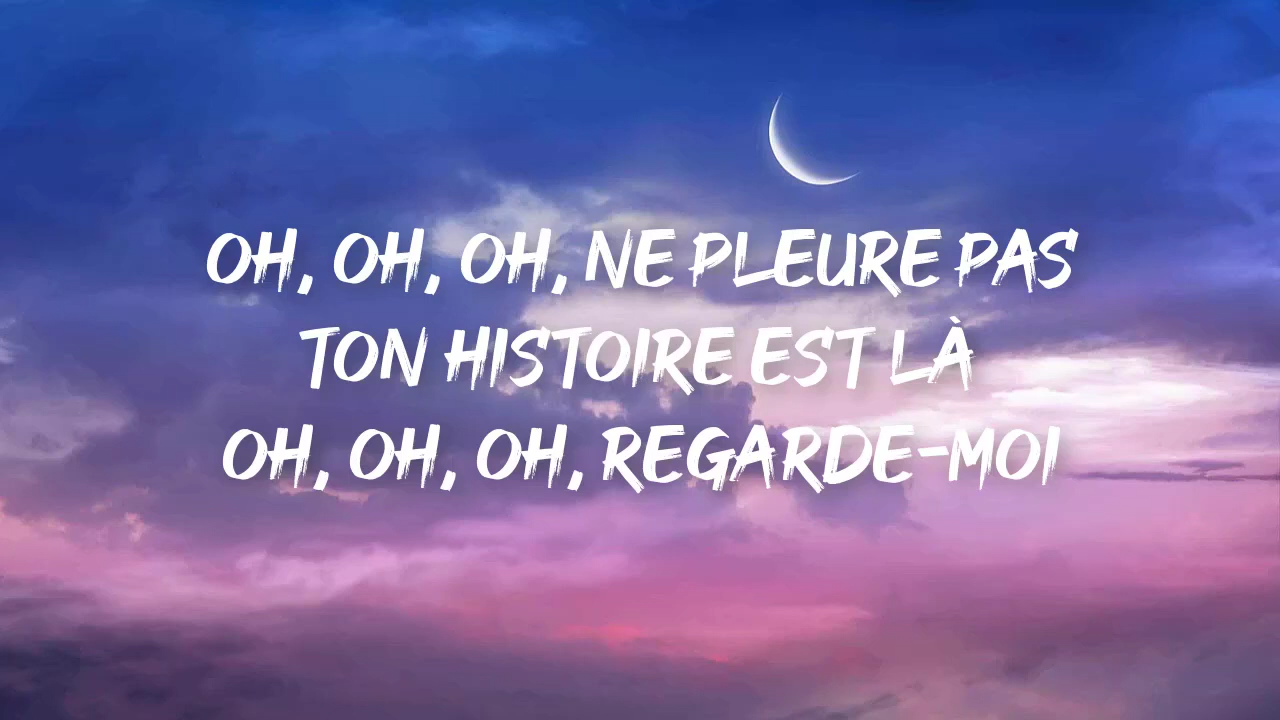 OH, OH, OH, NE PLEURE PAS
TON HISTOIRE EST LÀ
OH, OH, OH, REGARDE-MOI